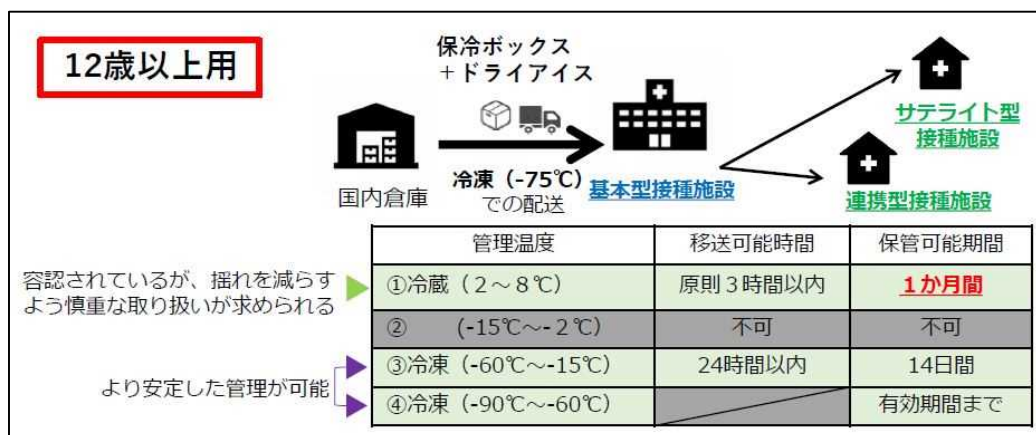 12歳以上用
保冷ボックス
＋ドライアイス
国内倉庫
冷凍（-75℃）
での配送
基本型接種施設
サテライト型
接種施設
連携型接種施設
管理温度 移送可能時間 保管可能期間
容認されているが、揺れを減らす
よう慎重な取り扱いが求められる
①冷蔵（２～８℃） 原則３時間以内 １か月間
② (-15℃～-２℃） 不可 不可
③冷凍（-60℃～-15℃） 24時間以内 14日間
より安定した管理が可能
④冷凍（-90℃～-60℃） 有効期間まで